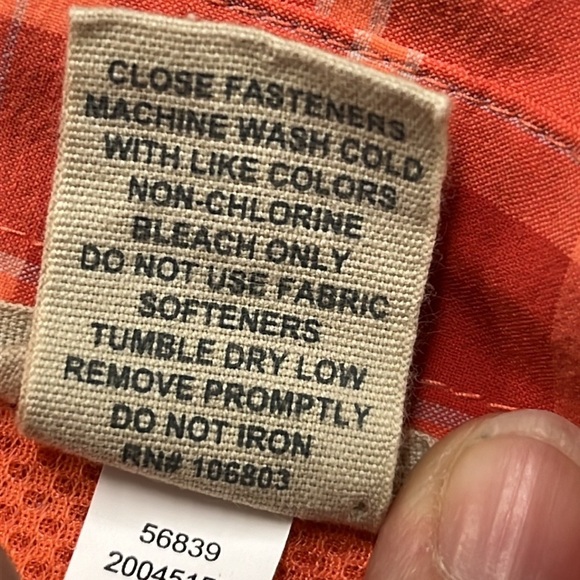 CLOSE FASTENERS
MACHINE WASH COLD
WITH LIKE COLORS
NON-CHLORINE
BLEACH ONLY
DO NOT USE FABRIC
SOFTENERS
TUMBLE DRY LOW
REMOVE PROMPTLY
DO NOT IRON
RN# 106803
56839